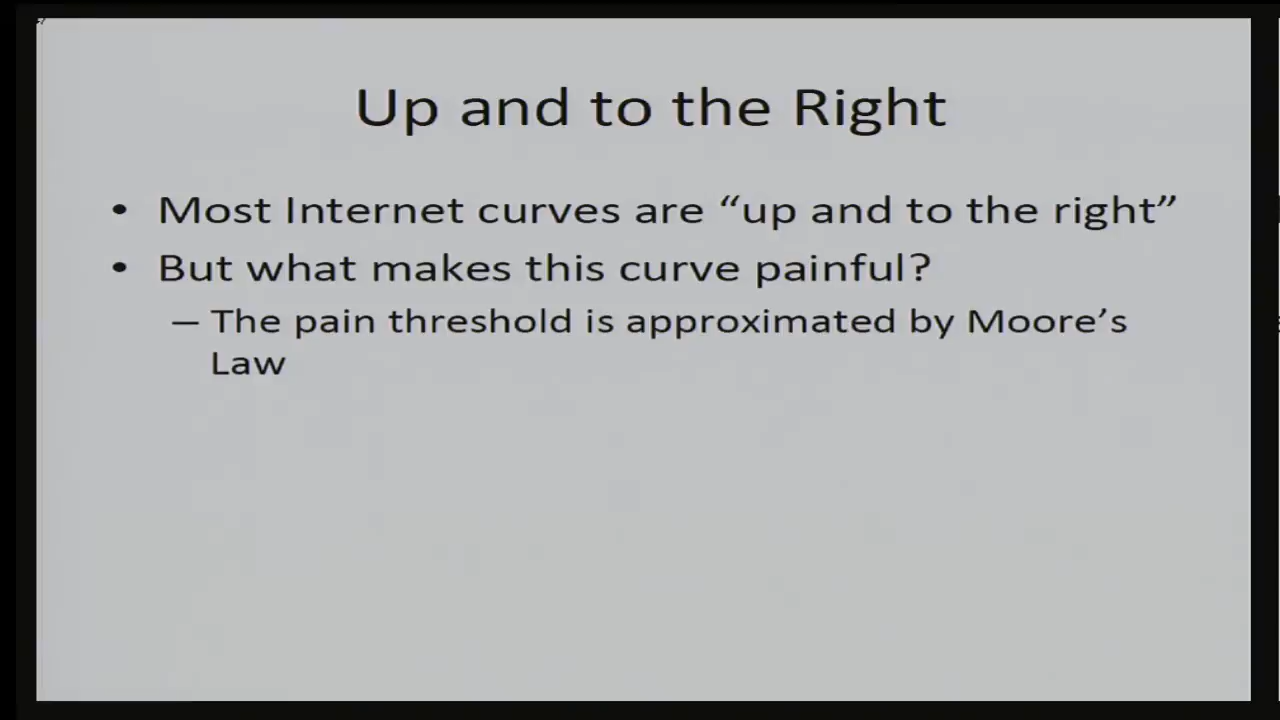 Up and to the Right
• Most Internet curves are “up and to the right”
• But what makes this curve painful?
– The pain threshold is approximated by Moore’s
Law